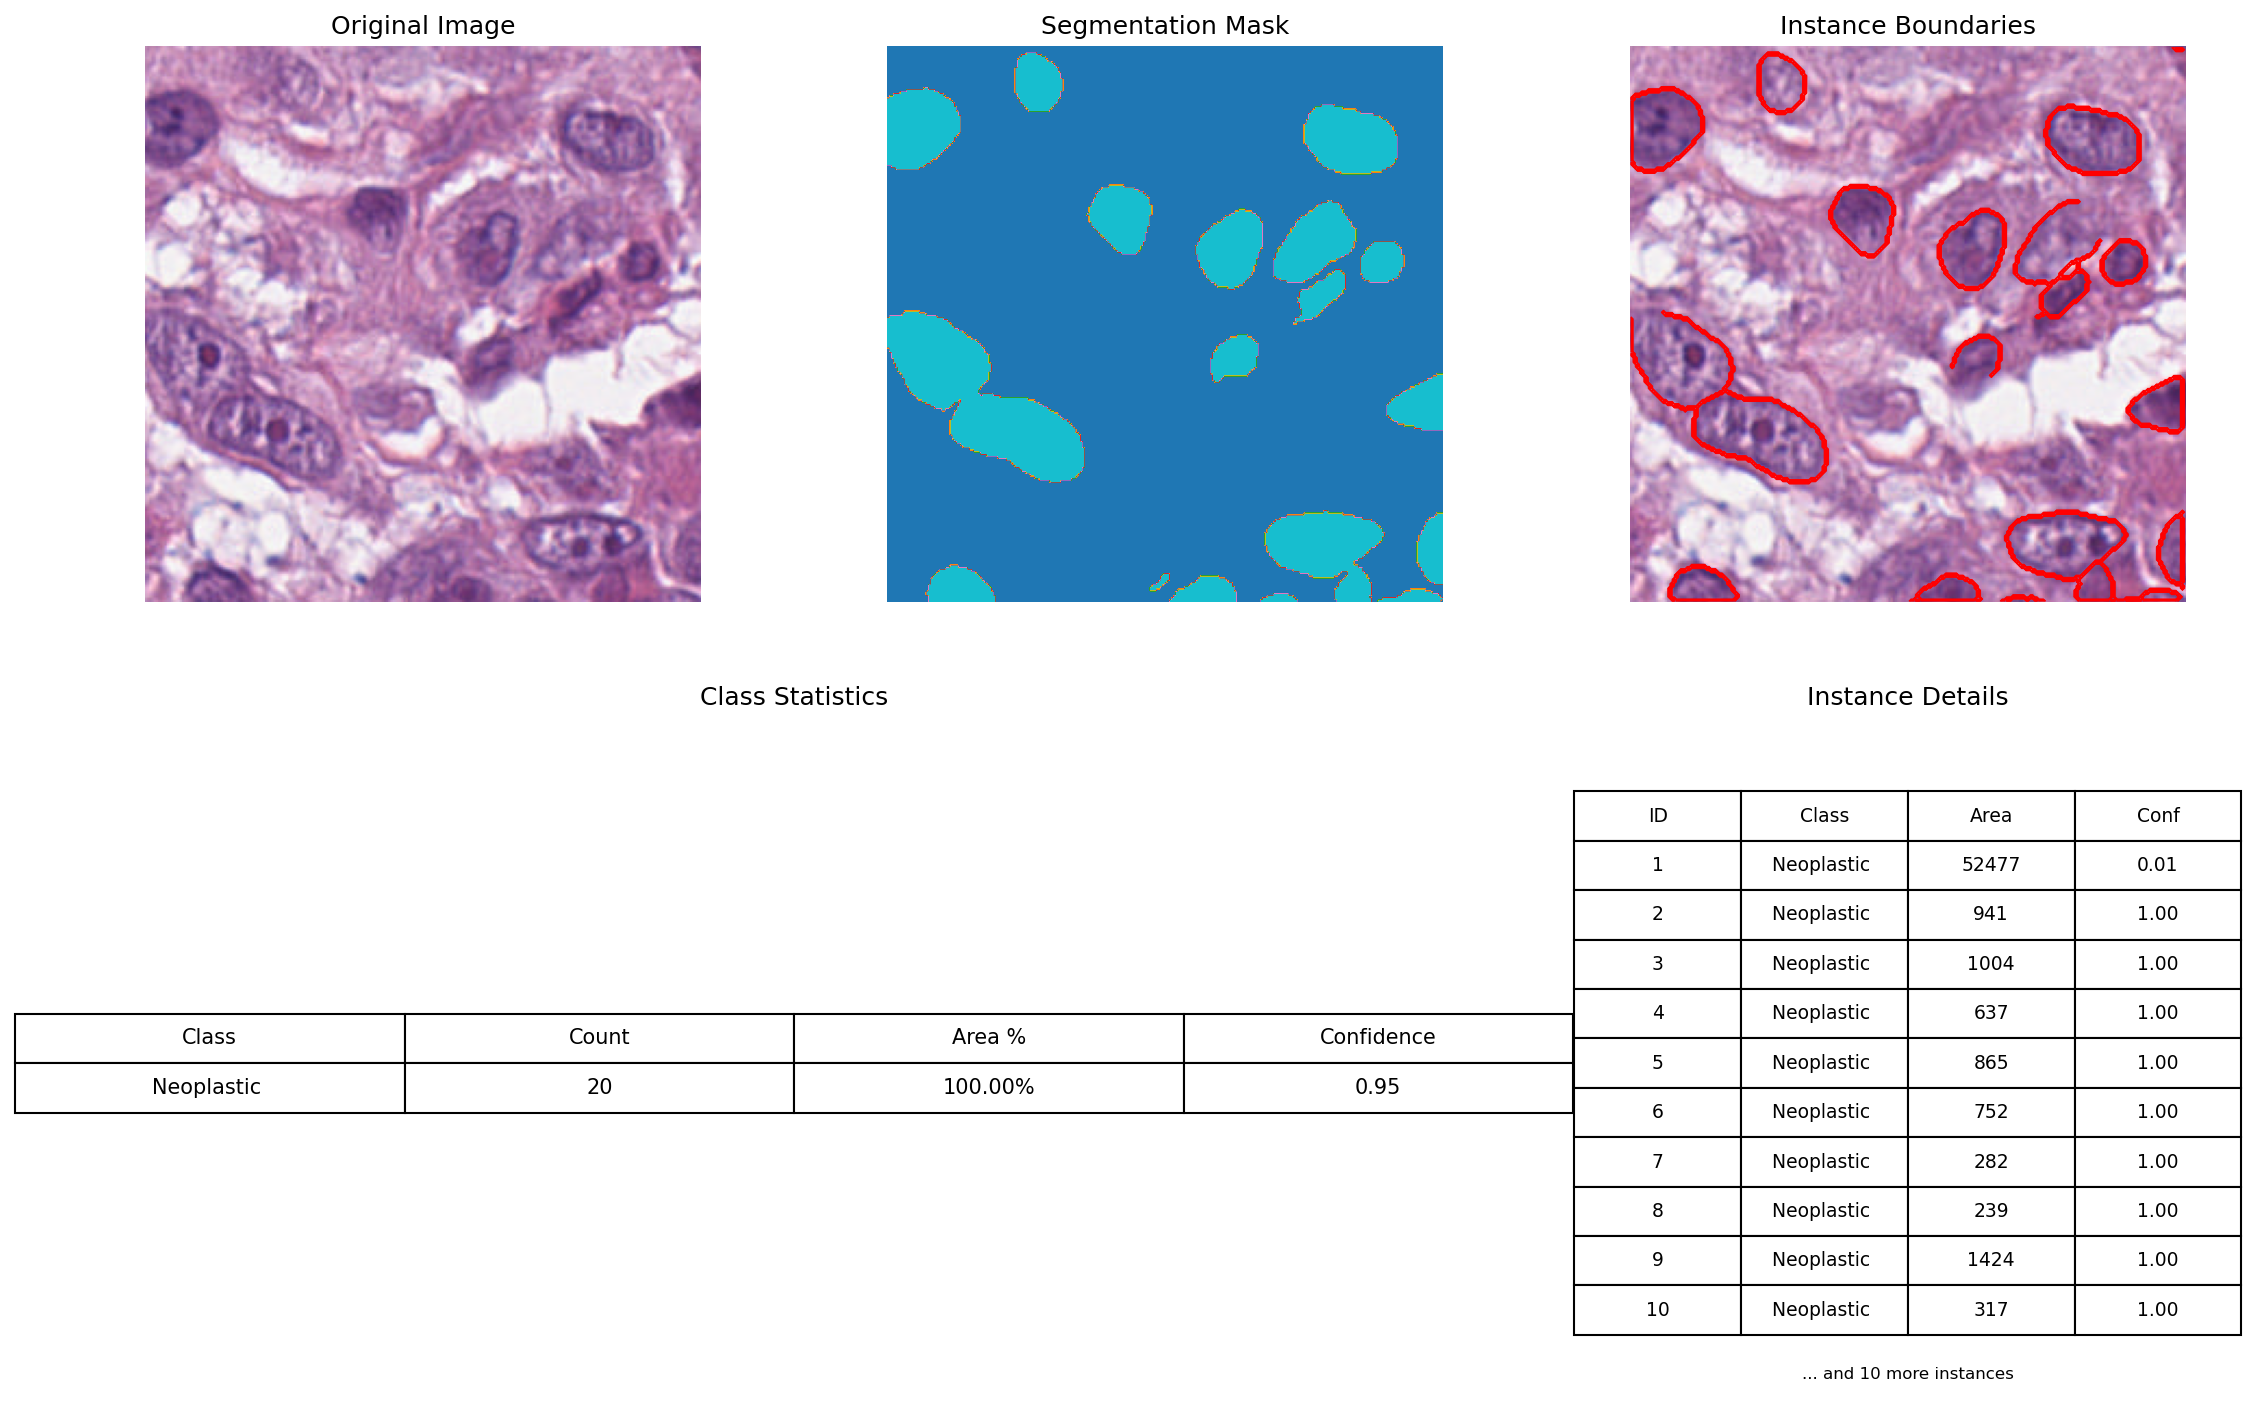 Original Image
Segmentation Mask
Instance Boundaries
Class Statistics
Class Count Area % Confidence
Neoplastic 20 100.00% 0.95
Instance Details
ID Class Area Conf
1 Neoplastic 52477 0.01
2 Neoplastic 941 1.00
3 Neoplastic 1004 1.00
4 Neoplastic 637 1.00
5 Neoplastic 865 1.00
6 Neoplastic 752 1.00
7 Neoplastic 282 1.00
8 Neoplastic 239 1.00
9 Neoplastic 1424 1.00
10 Neoplastic 317 1.00
... and 10 more instances